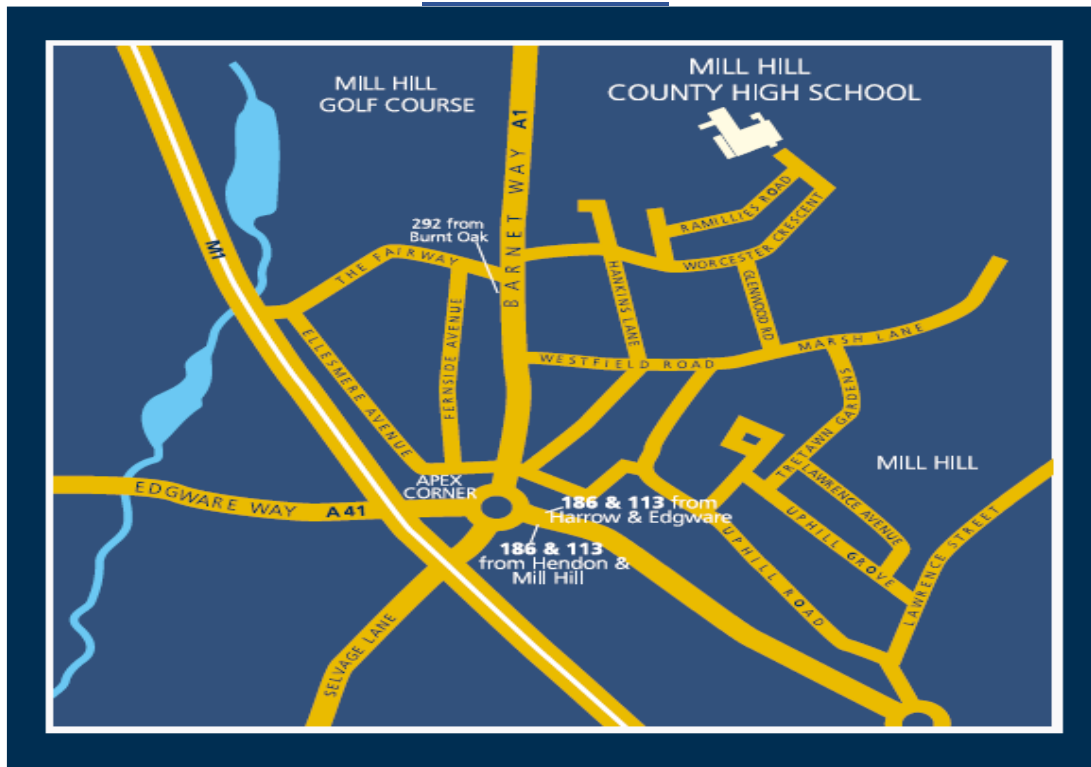 MILL HILL
GOLF COURSE
MILL HILL
COUNTY HIGH SCHOOL
BARNET WAY A1
292 from
Burnt Oak
M1
THE FAIRWAY
RAMILLIES ROAD
WORCESTER CRESCENT
HANKINS LANE
GLENWOOD RD
ELLESMERE AVENUE
FERNSIDE AVENUE
WESTFIELD ROAD
MARSH LANE
TRETAWN GARDENS
MILL HILL
APEX
CORNER
EDGWARE WAY A41
186 & 113 from
Harrow & Edgware
186 & 113
from Hendon &
Mill Hill
LAWRENCE AVENUE
UPHILL GROVE
UPHILL ROAD
LAWRENCE STREET
SELVAGE LANE